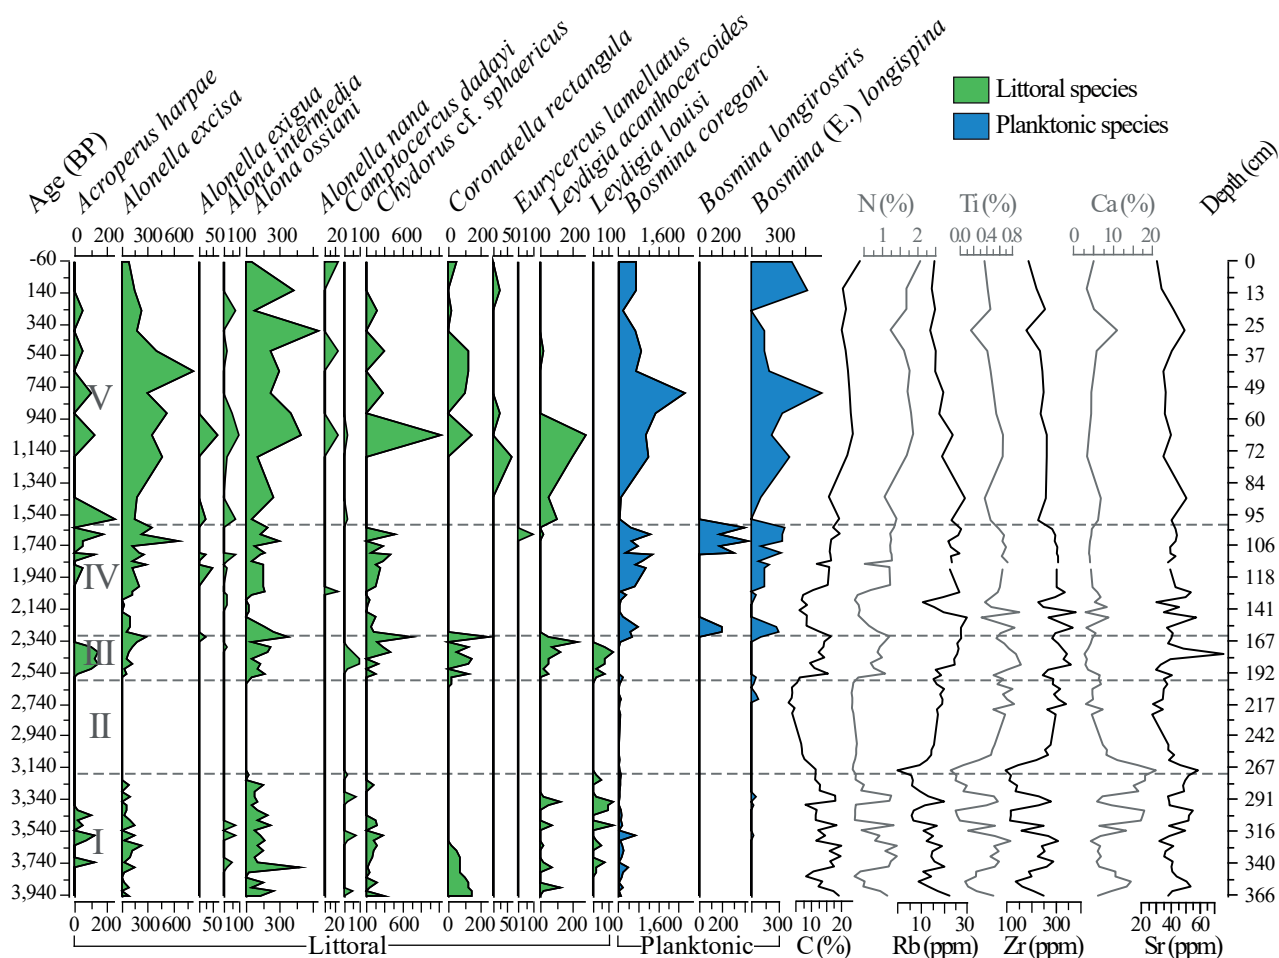 Age (BP)
Acroperus harpae
Alonella excisa
Alonella exigua
Alona intermedia
Alona ossiani
Alonella nana
Camptocercus dadayi
Chydorus cf. sphaericus
Coronatella rectangula
Eurycercus lamellatus
Leydigia acanthocercoides
Leydigia louisi
Bosmina coregoni
Bosmina longirostris
Bosmina (E.) longispina
Littoral species
Planktonic species
N (%)
Ti (%)
Ca (%)
Depth (cm)
0 200 300 600 50 100 300 20 100 600 0 200 50 100 200 100 1,600 0 200 300 1 2 0.0 0.4 0.8 0 10 20
-60 0
140 13
340 25
540 37
740 49
V
940 60
1,140 72
1,340 84
1,540 95
1,740 106
IV
1,940 118
2,140 141
2,340 167
III
2,540 192
2,740 217
II
2,940 242
3,140 267
3,340 291
3,540 316
I
3,740 340
3,940 366
0 200 300 600 50 100 300 20 100 600 0 200 50 100 200 100 1,600 0 200 300 10 20 10 30 100 300 20 40 60
Littoral Planktonic C (%) Rb (ppm) Zr (ppm) Sr (ppm)